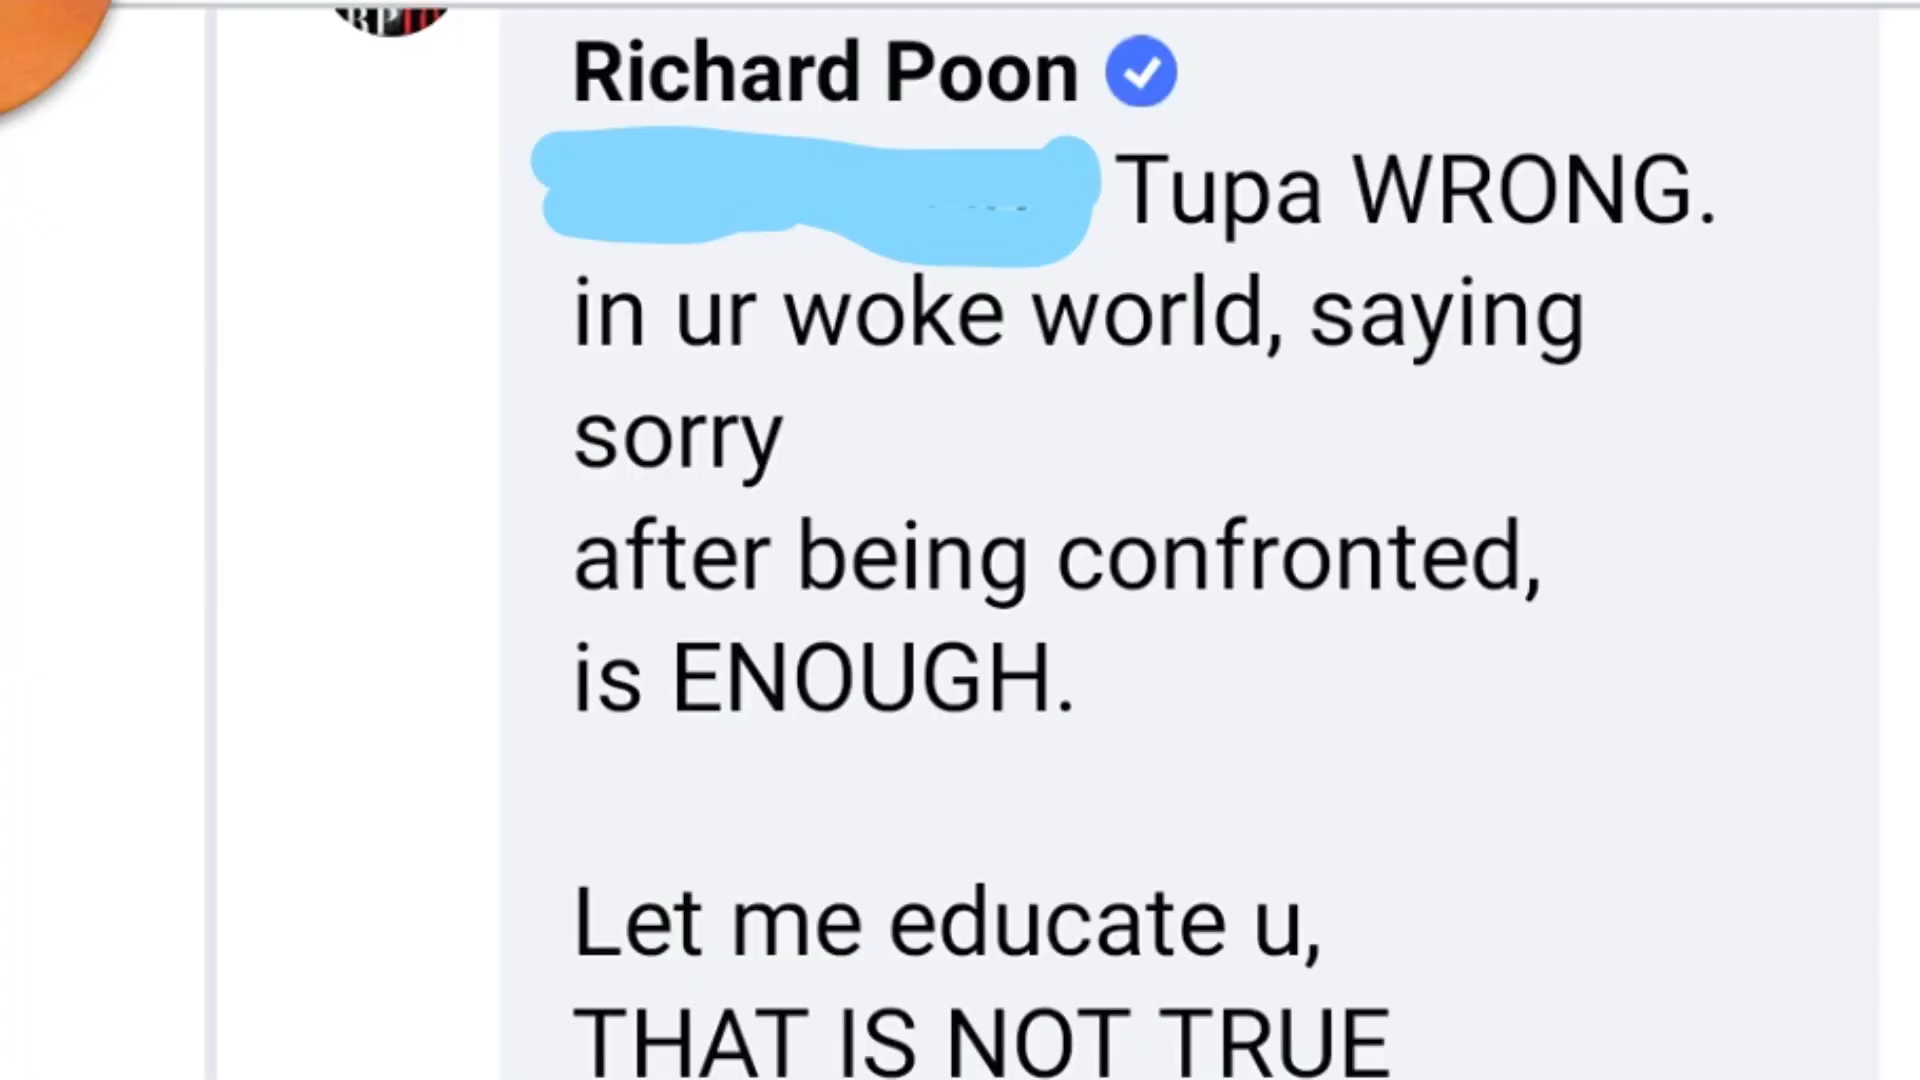 Richard Poon
Tupa WRONG.
in ur woke world, saying
sorry
after being confronted,
is ENOUGH.
Let me educate u,
THAT IS NOT TRUE